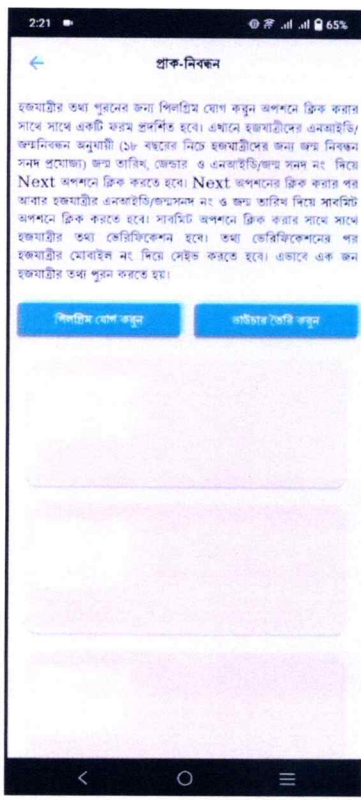 2:21 65%
প্রাক-নিবন্ধন
হজযাত্রীর তথ্য পুরনের জন্য পিলগ্রিম যোগ করুন অপশনে ক্লিক করার
সাথে সাথে একটি ফরম প্রদর্শিত হবে। এখানে হজযাত্রীদের এনআইডি/
জন্মনিবন্ধন অনুযায়ী (১৮ বছরের নিচে হজযাত্রীদের জন্য জন্ম নিবন্ধন
সনদ প্রযোজ্য) জন্ম তারিখ, জেন্ডার ও এনআইডি/জন্ম সনদ নং দিয়ে
Next অপশনে ক্লিক করতে হবে। Next অপশনের ক্লিক করার পর
আবার হজযাত্রীর এনআইডি/জন্মসনদ নং ও জন্ম তারিখ দিয়ে সাবমিট
অপশনে ক্লিক করতে হবে। সাবমিট অপশনে ক্লিক করার সাথে সাথে
হজযাত্রীর তথ্য ভেরিফিকেশন হবে। তথ্য ভেরিফিকেশনের পর
হজযাত্রীর মোবাইল নং দিয়ে সেইভ করতে হবে। এভাবে এক জন
হজযাত্রীর তথ্য পুরন করতে হয়।
পিলগ্রিম যোগ করুন ভাউচার তৈরি করুন